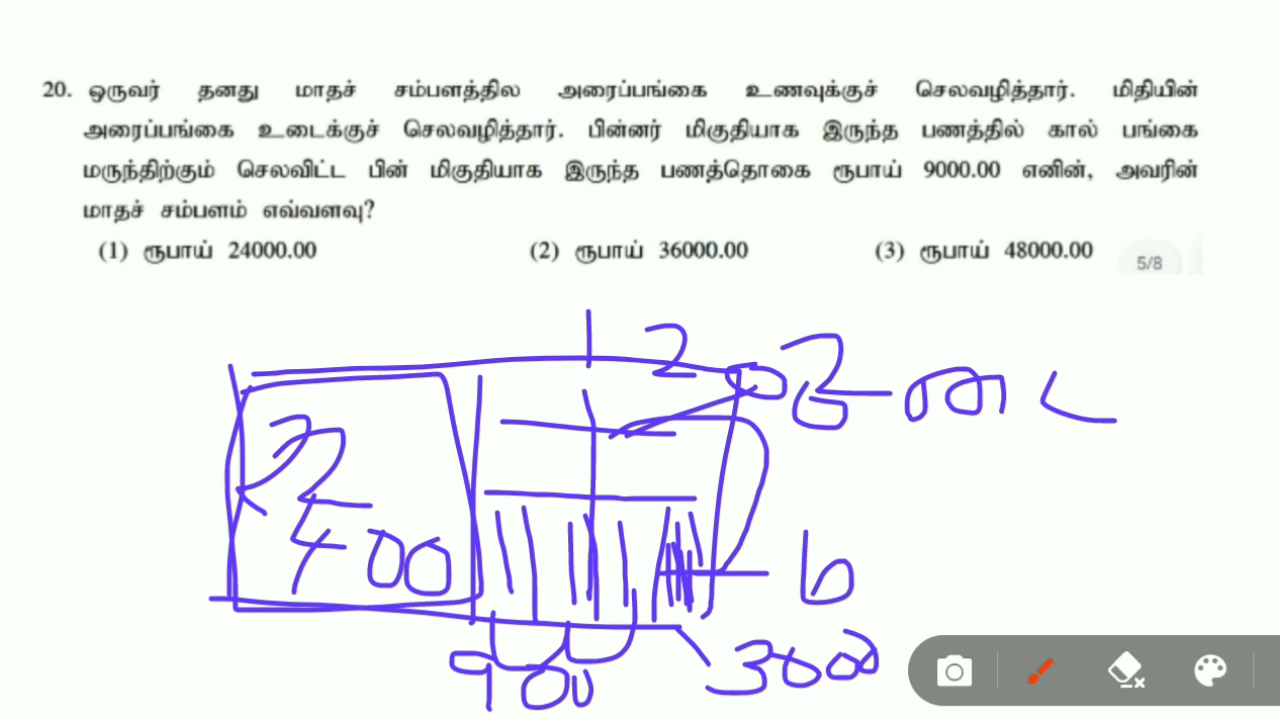 20. ஒருவர் தனது மாதச் சம்பளத்தில அரைப்பங்கை உணவுக்குச் செலவழித்தார். மிதியின்
அரைப்பங்கை உடைக்குச் செலவழித்தார். பின்னர் மிகுதியாக இருந்த பணத்தில் கால் பங்கை
மருந்திற்கும் செலவிட்ட பின் மிகுதியாக இருந்த பணத்தொகை ரூபாய் 9000.00 எனின், அவரின்
மாதச் சம்பளம் எவ்வளவு?
(1) ரூபாய் 24000.00 (2) ரூபாய் 36000.00 (3) ரூபாய் 48000.00
5/8
1 2
400
900 3000